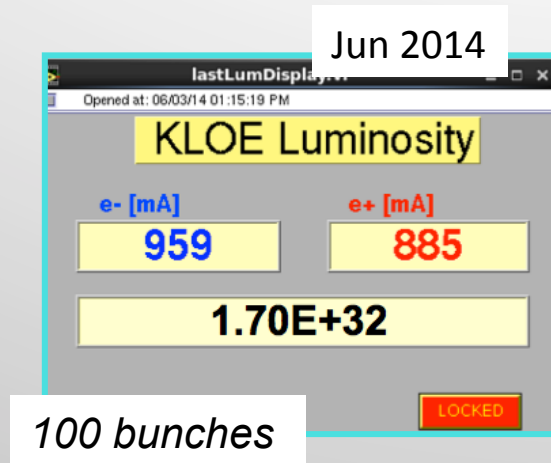 Jun 2014
lastLumDisplay.vi
Opened at: 06/03/14 01:15:19 PM
KLOE Luminosity
e- [mA] e+ [mA]
959 885
1.70E+32
LOCKED
100 bunches